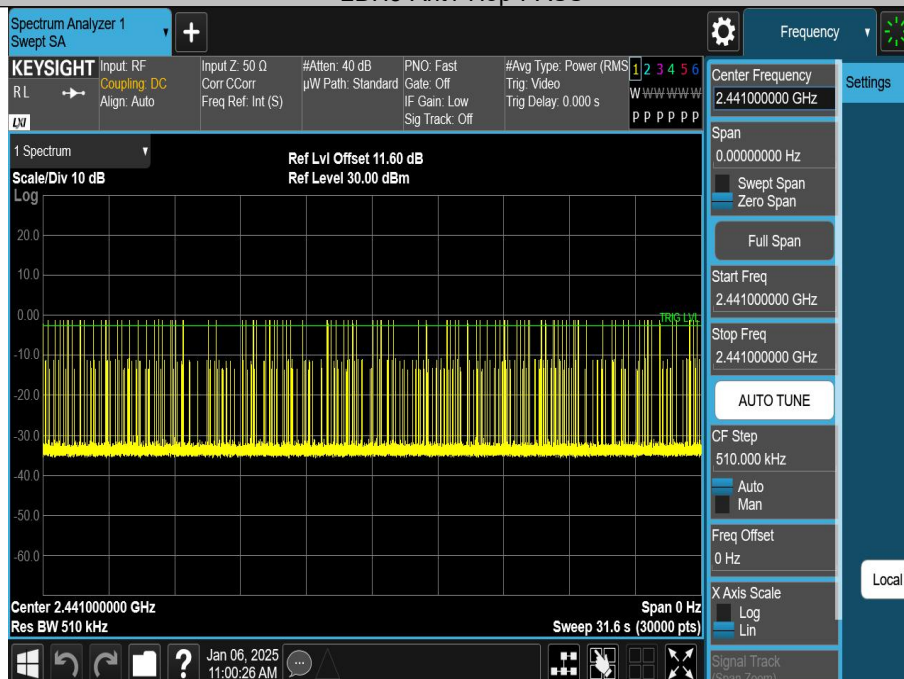 Spectrum Analyzer 1
Swept SA
Frequency
KEYSIGHT
R L
LXI
Input: RF
Coupling: DC
Align: Auto
Input Z: 50 Ω
Corr CCorr
Freq Ref: Int (S)
#Atten: 40 dB
µW Path: Standard
PNO: Fast
Gate: Off
IF Gain: Low
Sig Track: Off
#Avg Type: Power (RMS
Trig: Video
Trig Delay: 0.000 s
1 2 3 4 5 6
W W W W W W
P P P P P P
Center Frequency
2.441000000 GHz
Settings
Span
0.00000000 Hz
Swept Span
Zero Span
Full Span
Start Freq
2.441000000 GHz
Stop Freq
2.441000000 GHz
AUTO TUNE
CF Step
510.000 kHz
Auto
Man
Freq Offset
0 Hz
X Axis Scale
Log
Lin
Signal Track
(Span Zoom)
Local
1 Spectrum
Scale/Div 10 dB
Ref Lvl Offset 11.60 dB
Ref Level 30.00 dBm
Log
20.0
10.0
0.00
TRIG LVL
-10.0
-20.0
-30.0
-40.0
-50.0
-60.0
Center 2.441000000 GHz
Span 0 Hz
Res BW 510 kHz
Sweep 31.6 s (30000 pts)
?
Jan 06, 2025
11:00:26 AM